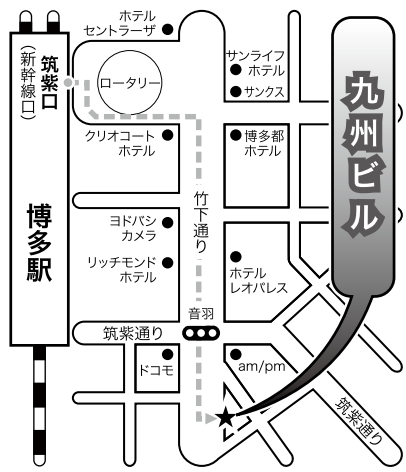 ホテル
セントラーザ
筑紫口
(新幹線口)
ロータリー
サンライフ
ホテル
サンクス
クリオコート
ホテル
博多都
ホテル
九州ビル
博多駅
竹下通り
ヨドバシ
カメラ
リッチモンド
ホテル
ホテル
レオパレス
音羽
筑紫通り
ドコモ
am/pm
筑紫通り